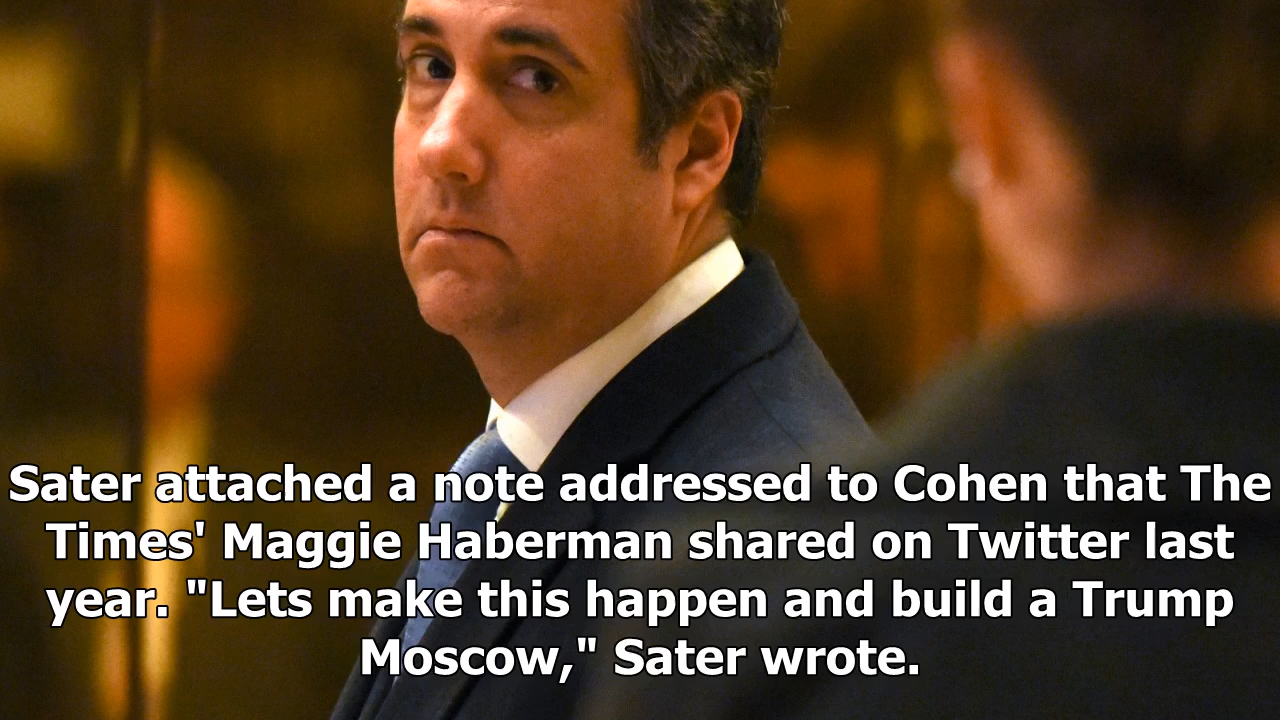 Sater attached a note addressed to Cohen that The
Times' Maggie Haberman shared on Twitter last
year. "Lets make this happen and build a Trump
Moscow," Sater wrote.